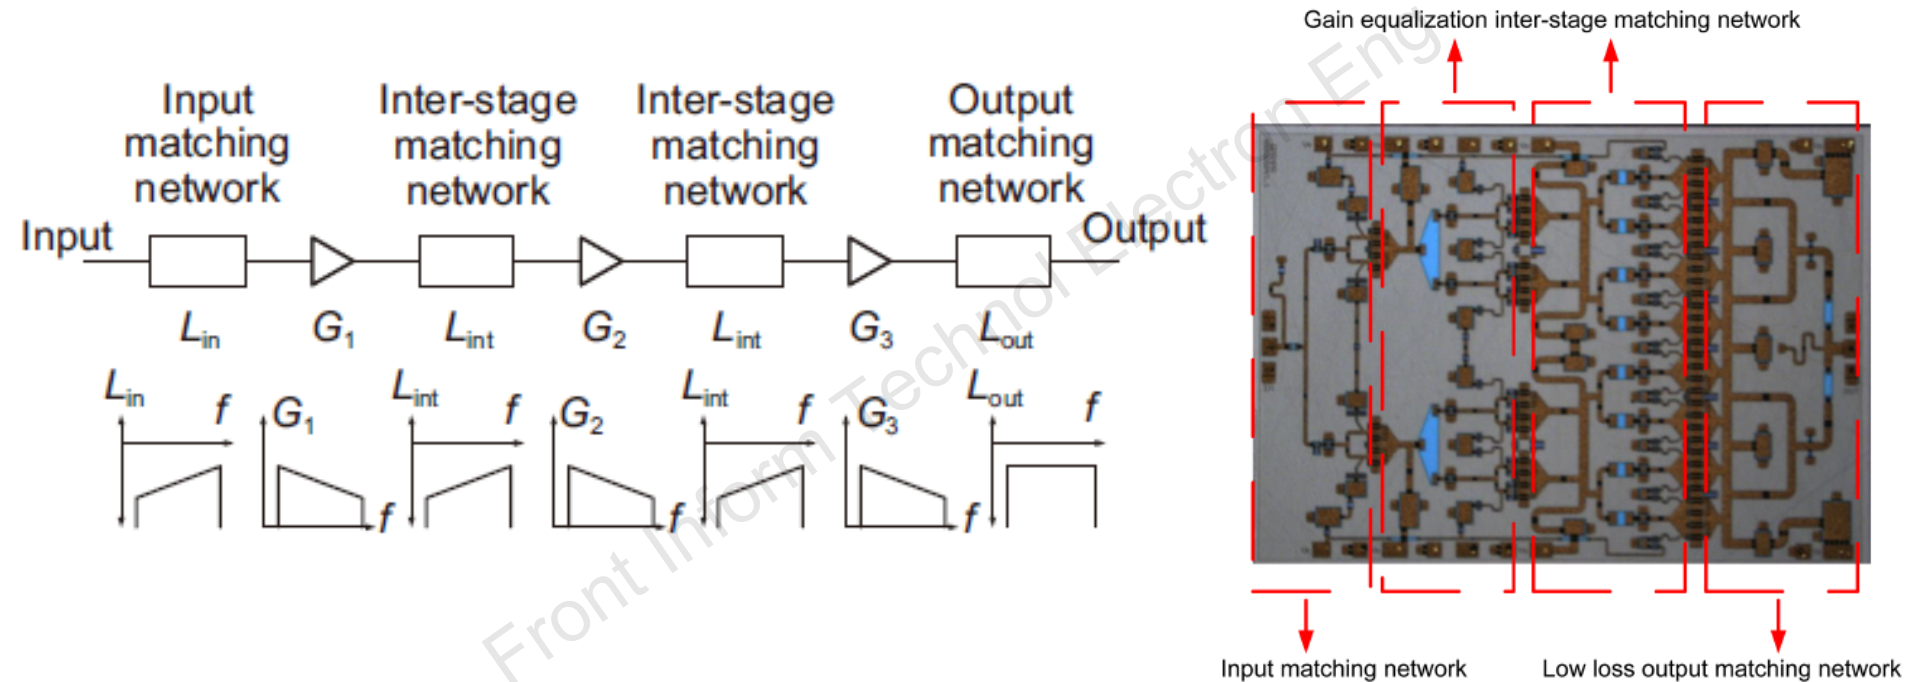 Gain equalization inter-stage matching network
Input
matching
network
Inter-stage
matching
network
Inter-stage
matching
network
Output
matching
network
Input
Output
Lin
G1
Lint
G2
Lint
G3
Lout
Lin
f
G1
f
Lint
f
G2
f
Lint
f
G3
f
Lout
f
Input matching network
Low loss output matching network
Front Inform Technol Electron Eng